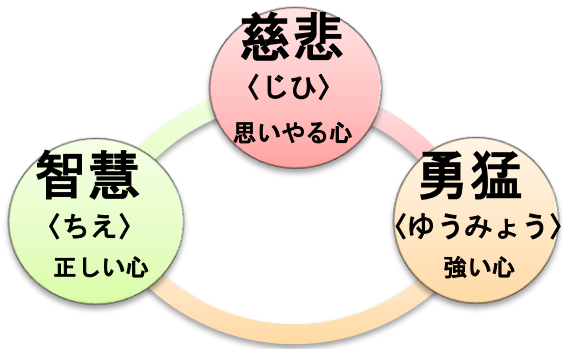 慈悲
〈じひ〉
思いやる心
智慧
〈ちえ〉
正しい心
勇猛
〈ゆうみょう〉
強い心